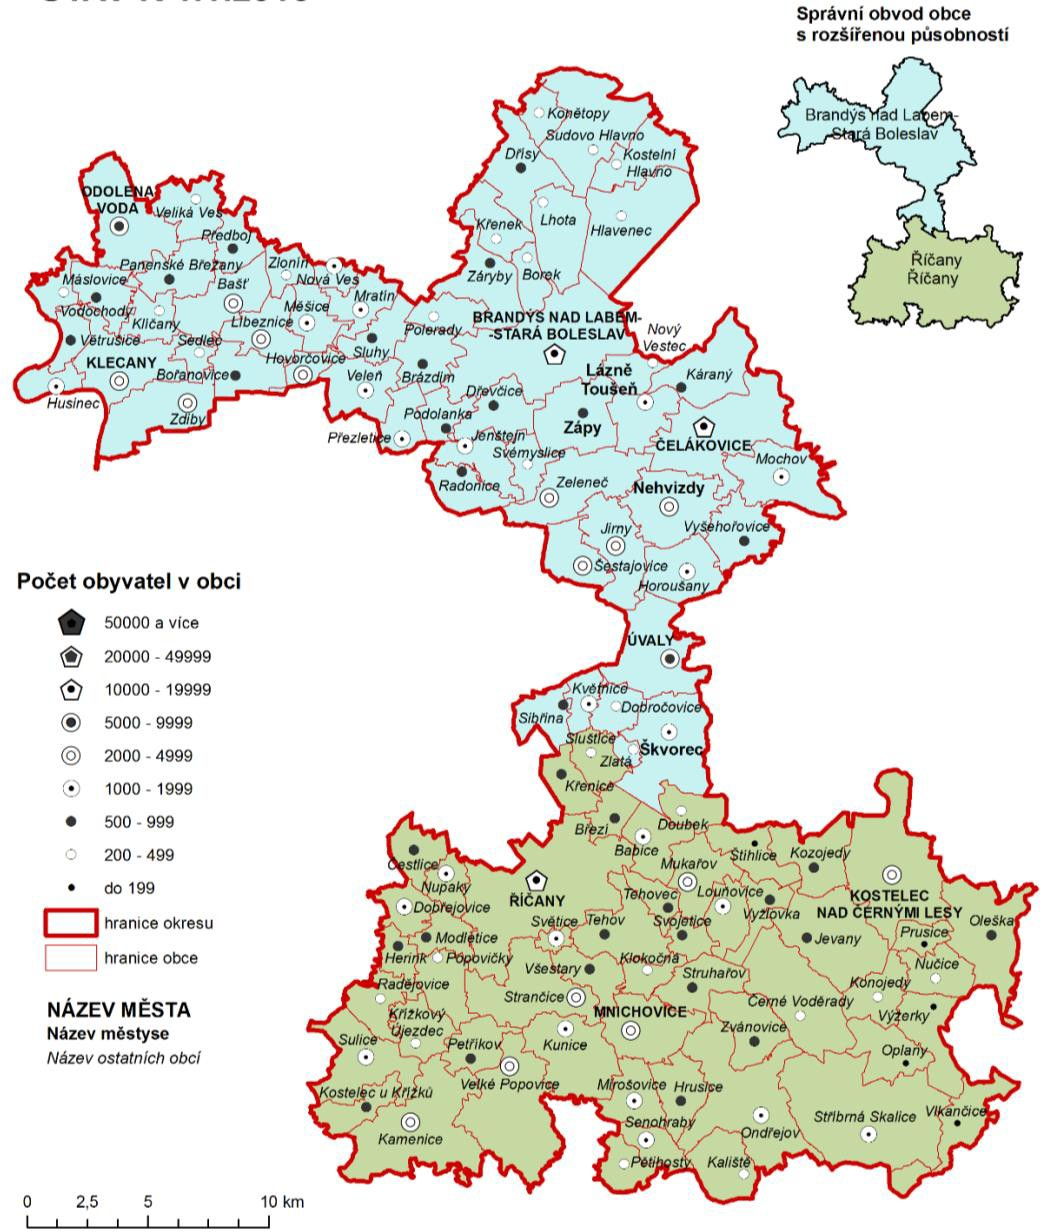 Správní obvod obce
s rozšířenou působností
Brandýs nad Labem-
Stará Boleslav
Říčany
Říčany
Konětopy
Sudovo Hlavno
Dřísy
Kostelní
Hlavno
ODOLENA
VODA
Veliká Ves
Lhota
Hlavenec
Křenek
Předboj
Panenské Břežany
Zlonín
Nová Ves
Záryby
Borek
Máslovice
Bašť
Mratín
Vodochody
Měšice
Klíčany
Líbeznice
BRANDÝS NAD LABEM-
-STARÁ BOLESLAV
Polerady
Nový
Vestec
Větrušice
Sedlec
Sluhy
KLECANY
Hovorčovice
Lázně
Toušeň
Bořanovice
Veleň
Brázdim
Káraný
Husinec
Dřevčice
Zdiby
Podolanka
Zápy
Přezletice
Jenštejn
ČELÁKOVICE
Svémyslice
Mochov
Radonice
Zeleneč
Nehvizdy
Jirny
Vyšehořovice
Šestajovice
Horoušany
Počet obyvatel v obci
50000 a více
20000 - 49999
10000 - 19999
5000 - 9999
2000 - 4999
1000 - 1999
500 - 999
200 - 499
do 199
hranice okresu
hranice obce
NÁZEV MĚSTA
Název městyse
Název ostatních obcí
ÚVALY
Květnice
Dobročovice
Sibřina
Sluštice
Škvorec
Zlatá
Křenice
Březí
Doubek
Babice
Čestlice
Mukařov
Štíhlice
Kozojedy
Nupaky
ŘÍČANY
Tehovec
Louňovice
KOSTELEC
NAD ČERNÝMI LESY
Dobřejovice
Vyžlovka
Světice
Tehov
Svojetice
Oleška
Modletice
Jevany
Prusice
Herink
Popovičky
Klokočná
Všestary
Struhařov
Nučice
Radějovice
Konojedy
Strančice
Černé Voděrady
Křížkový
Újezdec
MNICHOVICE
Výžerky
Sulice
Petříkov
Kunice
Zvánovice
Oplany
Velké Popovice
Mirošovice
Hrusice
Kostelec u Křížků
Senohraby
Stříbrná Skalice
Vlkančice
Ondřejov
Kamenice
Pětihosty
Kaliště
0
2,5
5
10 km